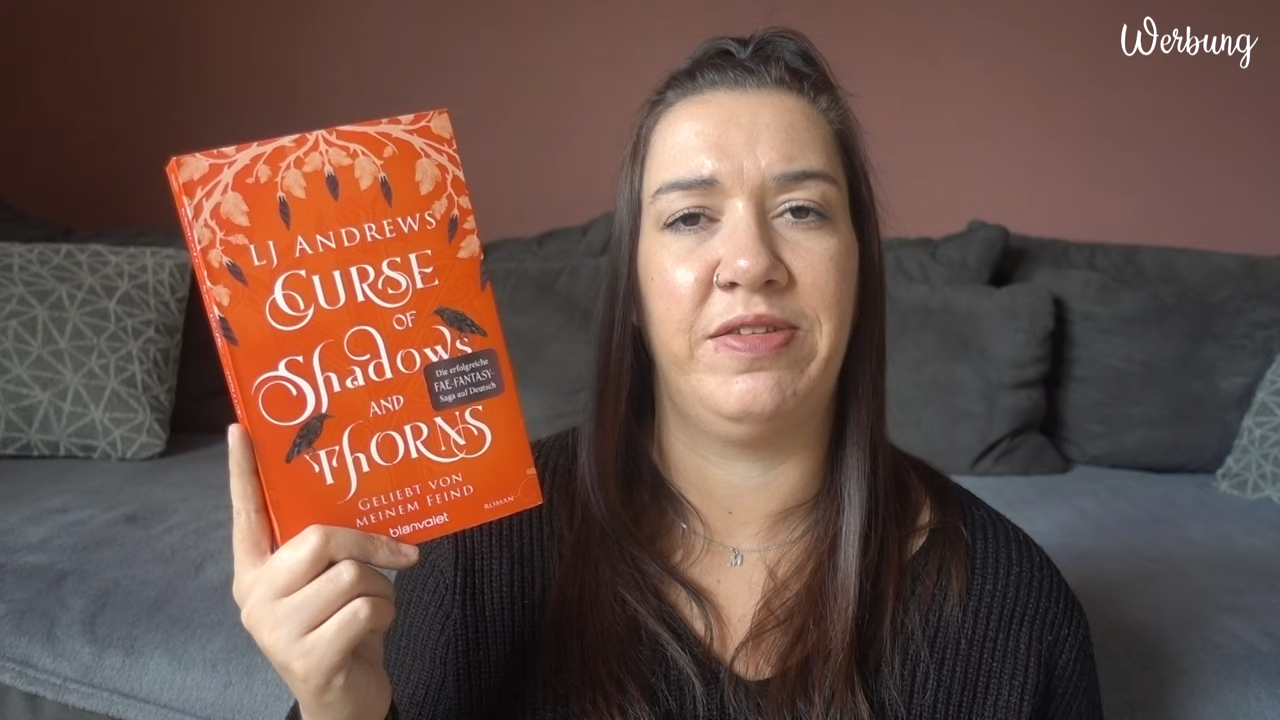 Werbung
LJ ANDREWS
CURSE
OF
Shadows
AND
THORNS
Die erfolgreiche
FAE-FANTASY-
Saga auf Deutsch
GELIEBT VON
MEINEM FEIND
ROMAN
blanvalet